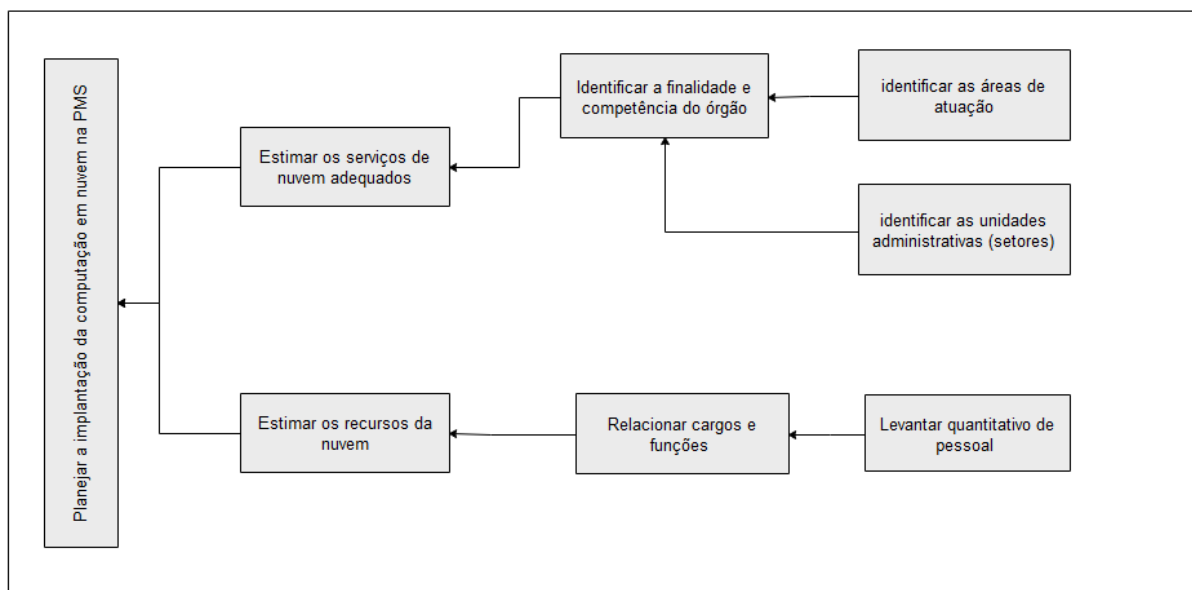 Planejar a implantação da computação em nuvem na PMS
Estimar os serviços de
nuvem adequados
Identificar a finalidade e
competência do órgão
identificar as áreas de
atuação
identificar as unidades
administrativas (setores)
Estimar os recursos da
nuvem
Relacionar cargos e
funções
Levantar quantitativo de
pessoal